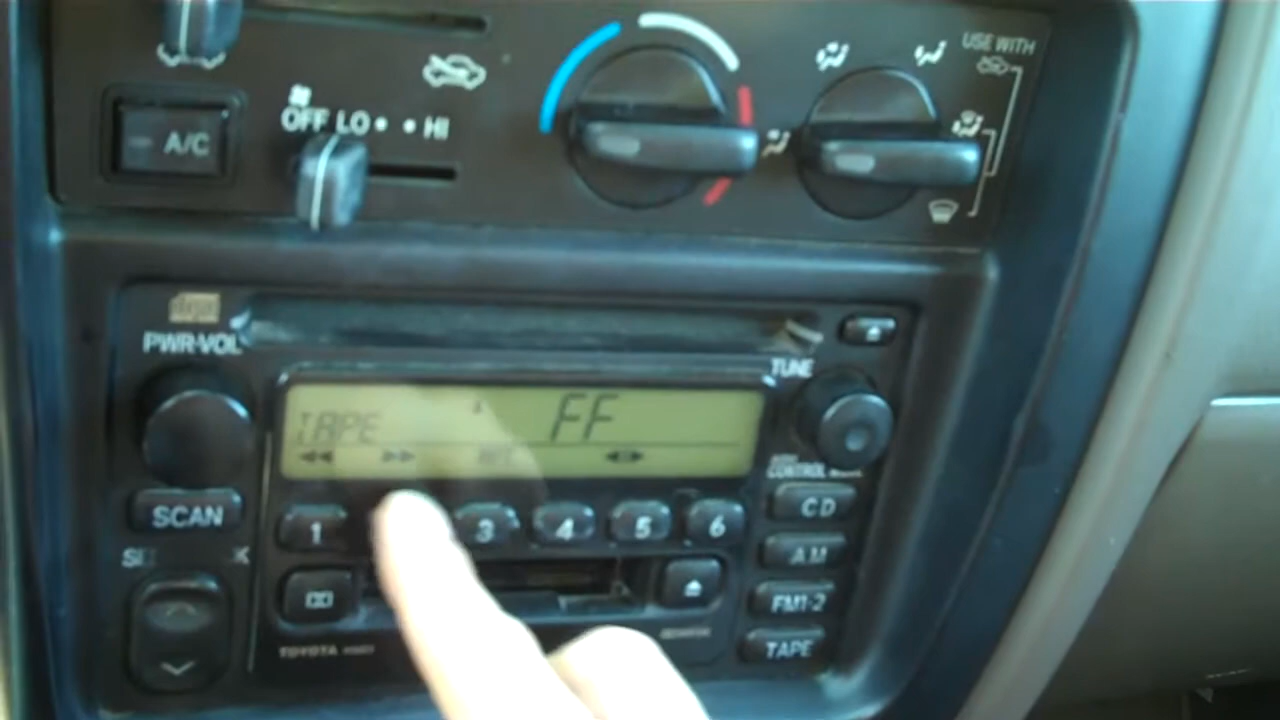 USE WITH
A/C
OFF LO HI
PWR·VOL
TUNE
TAPE FF
SCAN
1 3 4 5 6
CONTROL
CD
AM
FM1·2
TAPE
TOYOTA